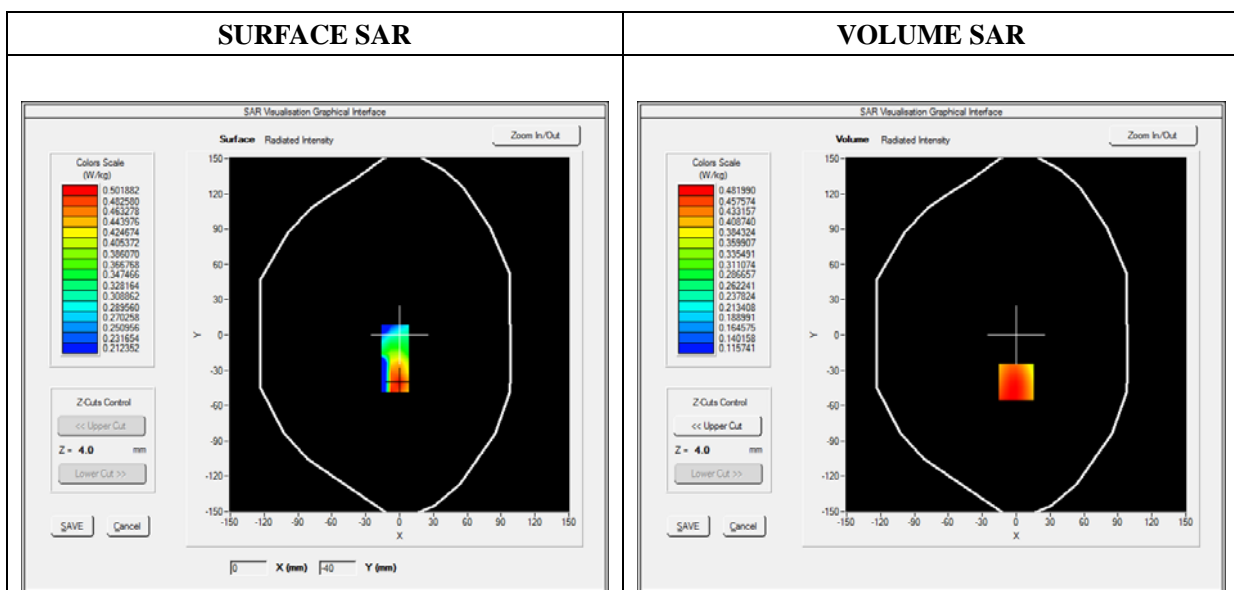 SURFACE SAR
SAR Visualisation Graphical Interface
Surface Radiated Intensity
Zoom In/Out
Colors Scale
(W/kg)
0.501882
0.482580
0.463278
0.443976
0.424674
0.405372
0.386070
0.366768
0.347466
0.328164
0.308862
0.289560
0.270258
0.250956
0.231654
0.212352
Z-Cuts Control
<< Upper Cut
Z = 4.0 mm
Lower Cut >>
SAVE Cancel
150
120
90
60
30
0
-30
-60
-90
-120
-150
Y
-150 -120 -90 -60 -30 0 30 60 90 120 150
X
0 X (mm) -40 Y (mm)
VOLUME SAR
SAR Visualisation Graphical Interface
Volume Radiated Intensity
Zoom In/Out
Colors Scale
(W/kg)
0.481990
0.457574
0.433157
0.408740
0.384324
0.359907
0.335491
0.311074
0.286657
0.262241
0.237824
0.213408
0.188991
0.164575
0.140158
0.115741
Z-Cuts Control
<< Upper Cut
Z = 4.0 mm
Lower Cut >>
SAVE Cancel
150
120
90
60
30
0
-30
-60
-90
-120
-150
Y
-150 -120 -90 -60 -30 0 30 60 90 120 150
X